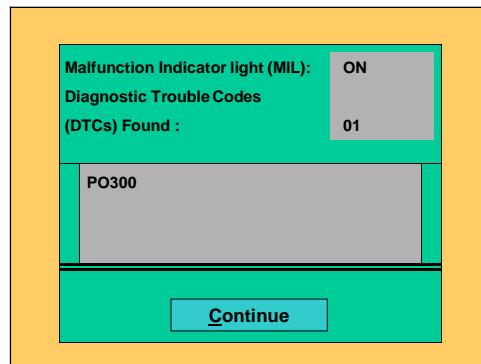 Malfunction Indicator light (MIL): ON
Diagnostic Trouble Codes
(DTCs) Found : 01
PO300
Continue